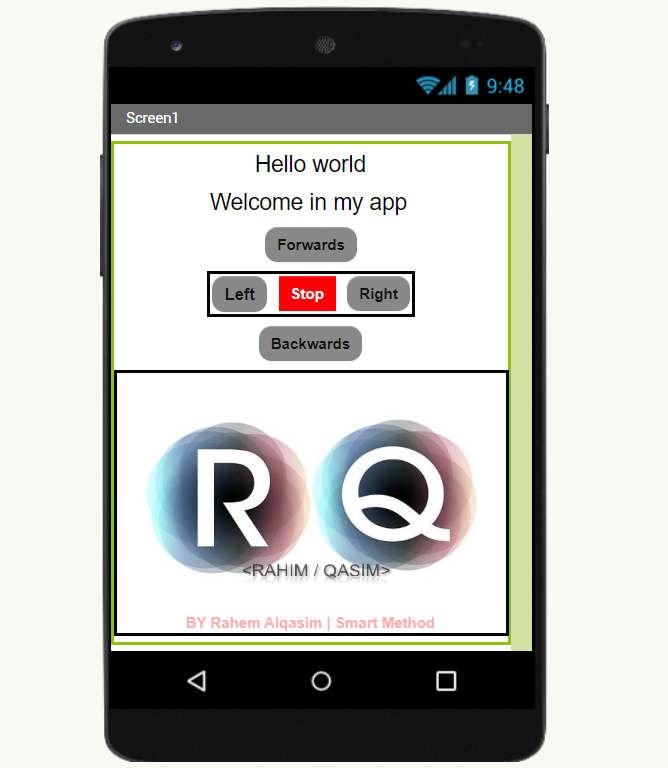 9:48
Screen1
Hello world
Welcome in my app
Forwards
Left Stop Right
Backwards
R Q
<RAHIM / QASIM>
BY Rahem Alqasim | Smart Method